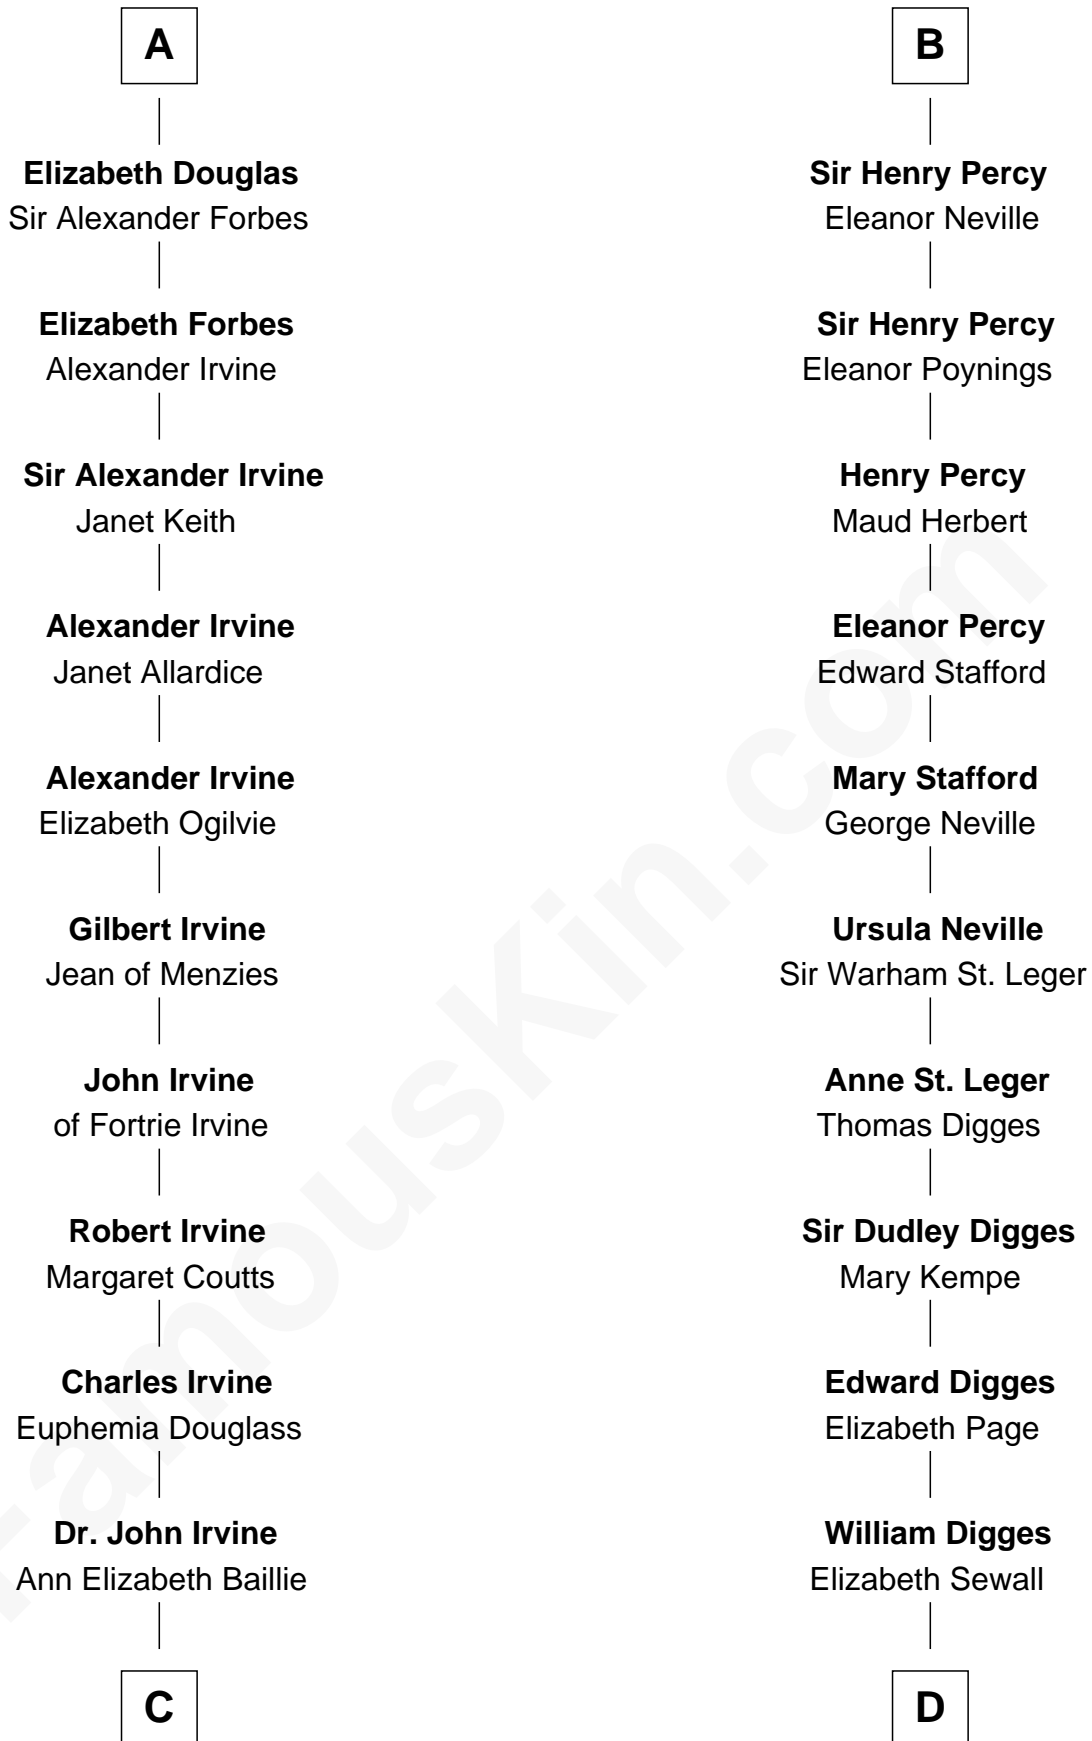 A
Elizabeth Douglas
Sir Alexander Forbes
Elizabeth Forbes
Alexander Irvine
Sir Alexander Irvine
Janet Keith
Alexander Irvine
Janet Allardice
Alexander Irvine
Elizabeth Ogilvie
Gilbert Irvine
Jean of Menzies
John Irvine
of Fortrie Irvine
Robert Irvine
Margaret Coutts
Charles Irvine
Euphemia Douglass
Dr. John Irvine
Ann Elizabeth Baillie
C
B
Sir Henry Percy
Eleanor Neville
Sir Henry Percy
Eleanor Poynings
Henry Percy
Maud Herbert
Eleanor Percy
Edward Stafford
Mary Stafford
George Neville
Ursula Neville
Sir Warham St. Leger
Anne St. Leger
Thomas Digges
Sir Dudley Digges
Mary Kempe
Edward Digges
Elizabeth Page
William Digges
Elizabeth Sewall
D
FamousKin.com